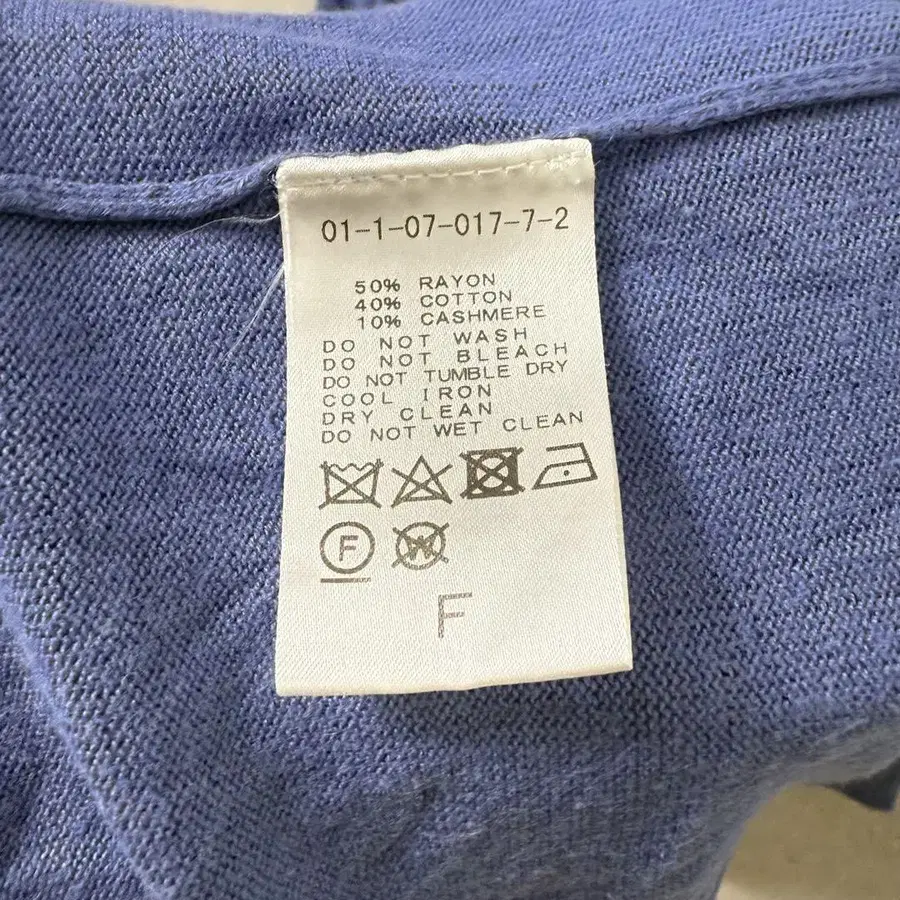 01-1-07-017-7-2
50% RAYON
40% COTTON
10% CASHMERE
DO NOT WASH
DO NOT BLEACH
DO NOT TUMBLE DRY
COOL IRON
DRY CLEAN
DO NOT WET CLEAN
F W
F